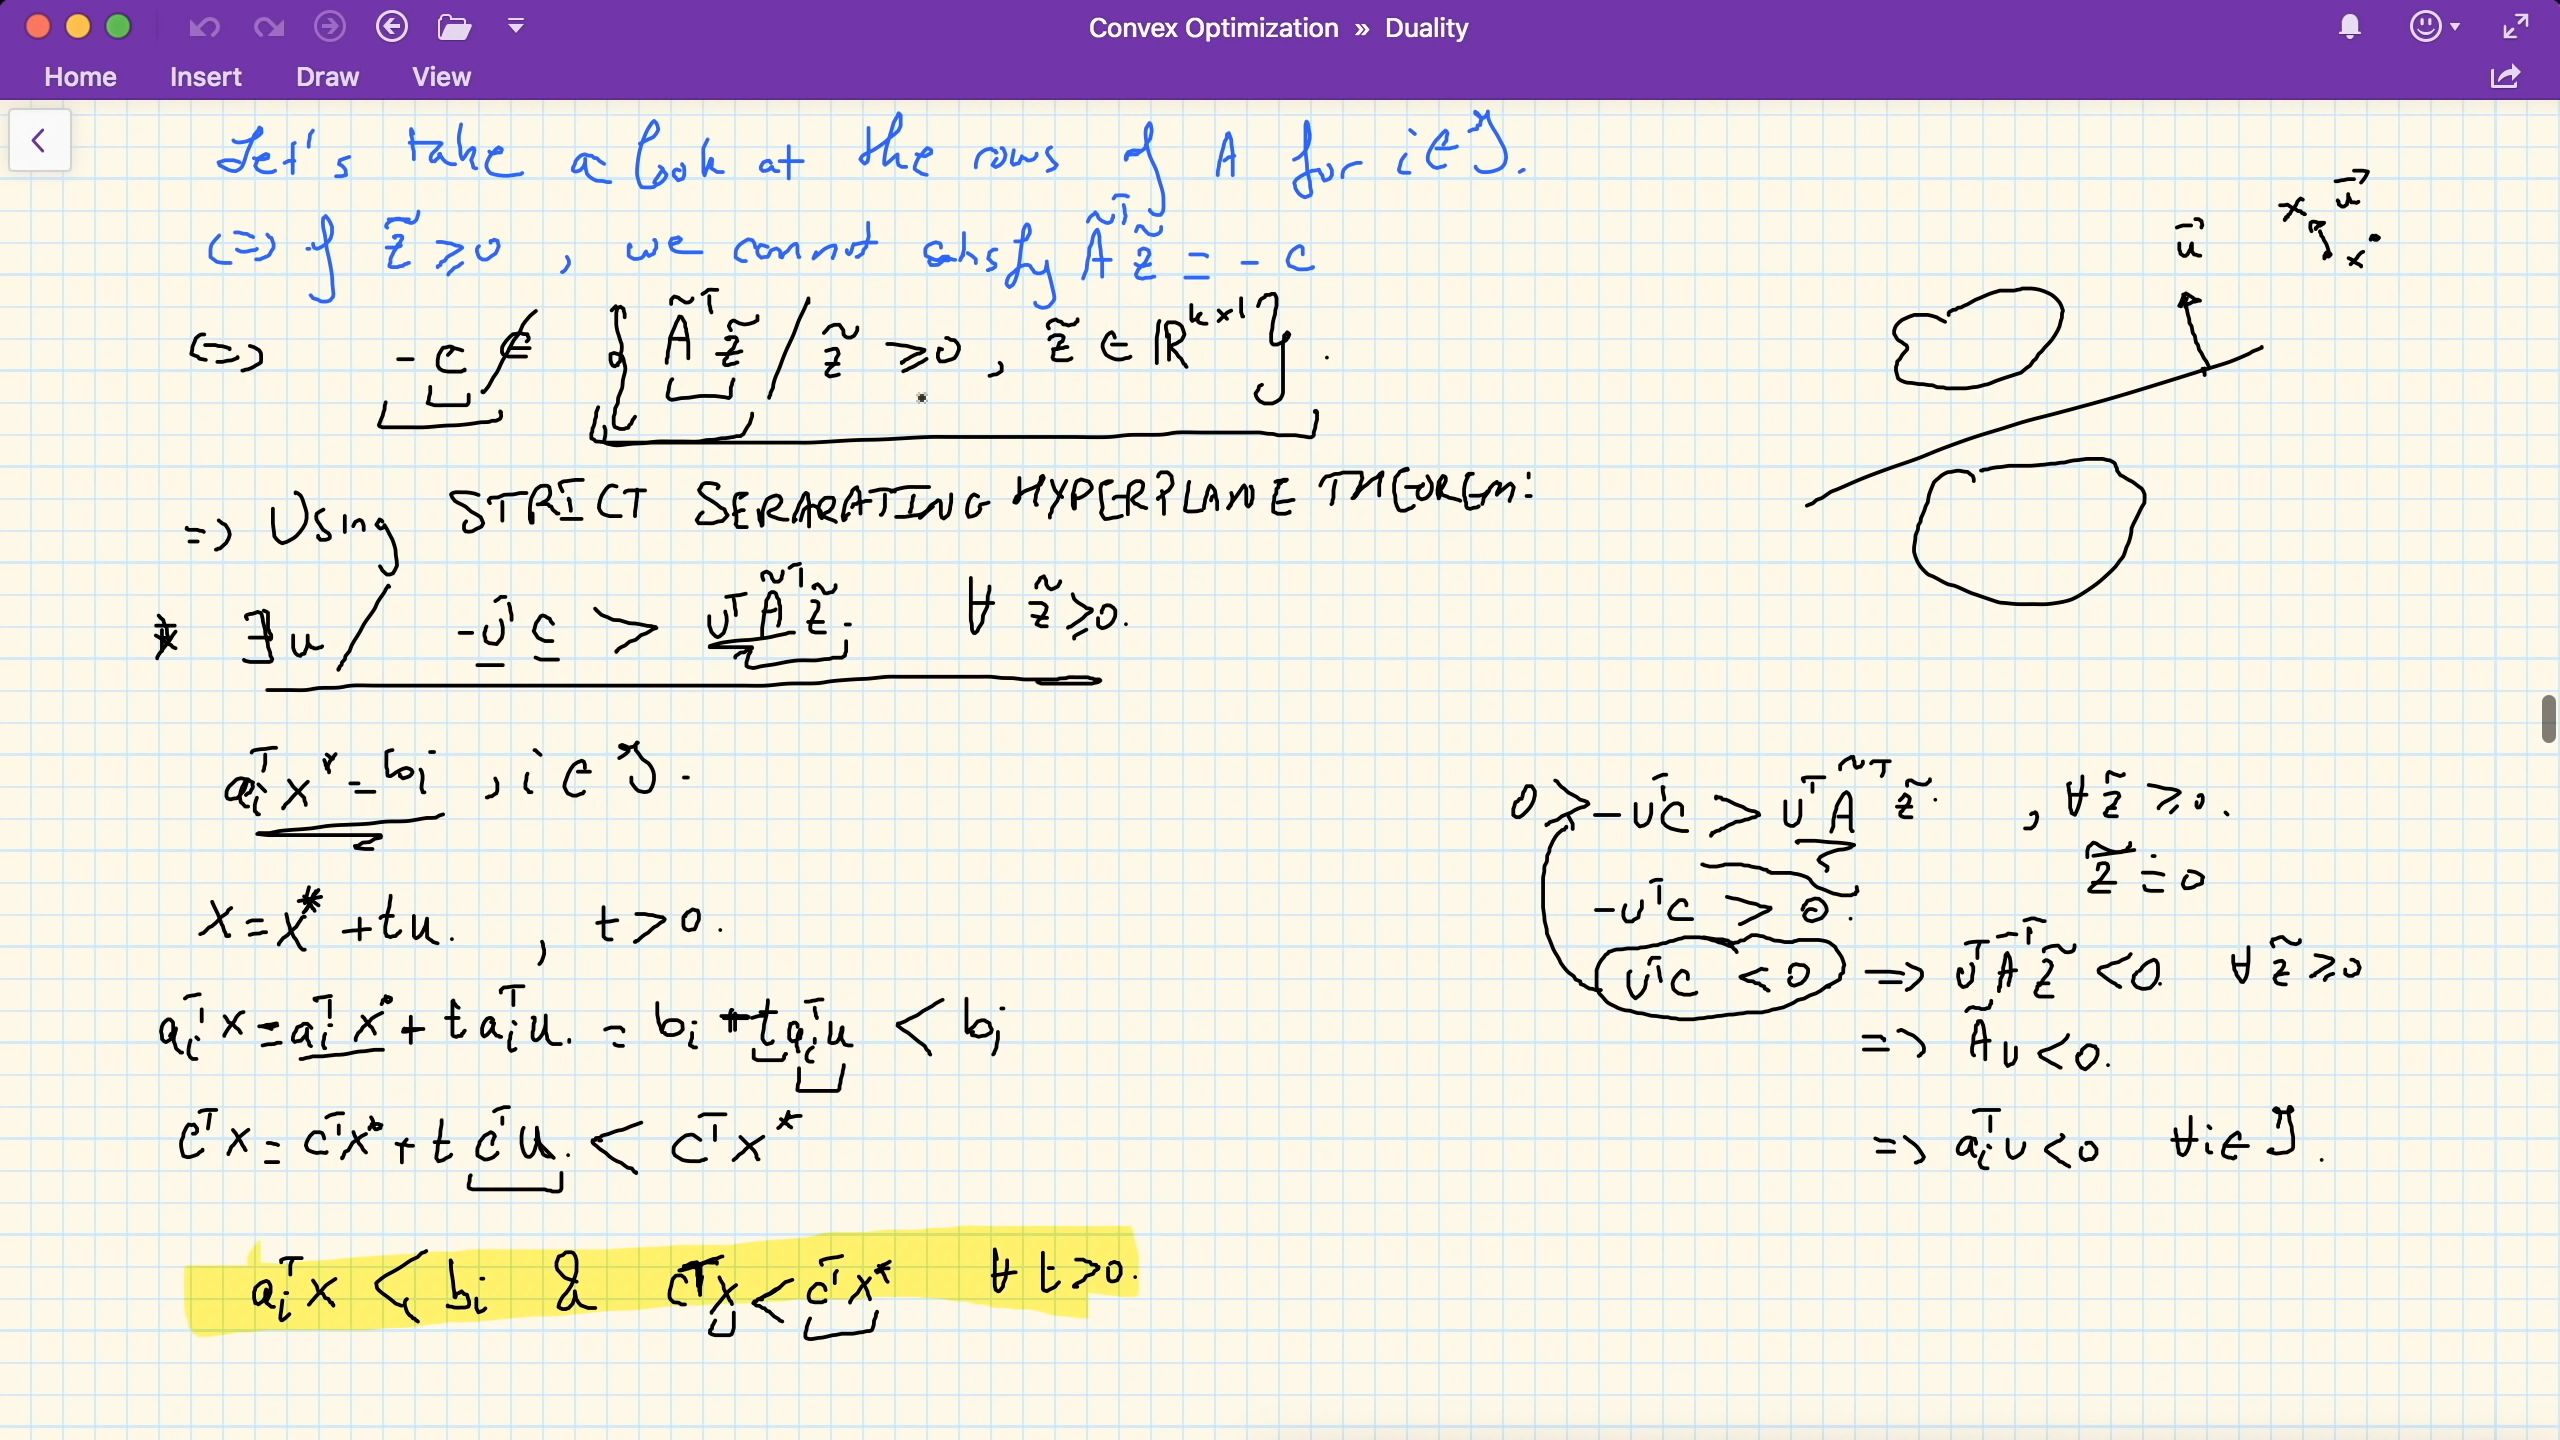 Convex Optimization » Duality
Home Insert Draw View
Let's take a look at the rows of A for i ∈ J.
(=) if z̃ ≥ 0, we cannot satisfy Ã^T z̃ = - c
<=> - c ∉ { Ã^T z̃ / z̃ ≥ 0, z̃ ∈ ℝ^{k×1} }.
=> Using STRICT SERARATING HYPERPLANE THEOREM:
* ∃ u / -u^T c > u^T Ã^T z̃. ∀ z̃ ≥ 0.
a_i^T x* = b_i , i ∈ J.
x = x* + tu. , t > 0.
a_i^T x = a_i^T x* + t a_i^T u. = b_i + t a_i^T u < b_i
c^T x = c^T x* + t c^T u. < c^T x*
a_i^T x < b_i & c^T x < c^T x* ∀ t > 0.
u⃗
x u⃗
x*
0 > -u^T c > u^T Ã^T z̃. , ∀ z̃ ≥ 0.
z̃ = 0
-u^T c > 0.
u^T c < 0 => u^T Ã^T z̃ < 0. ∀ z̃ ≥ 0
=> Ã u < 0.
=> a_i^T u < 0 ∀ i ∈ J.